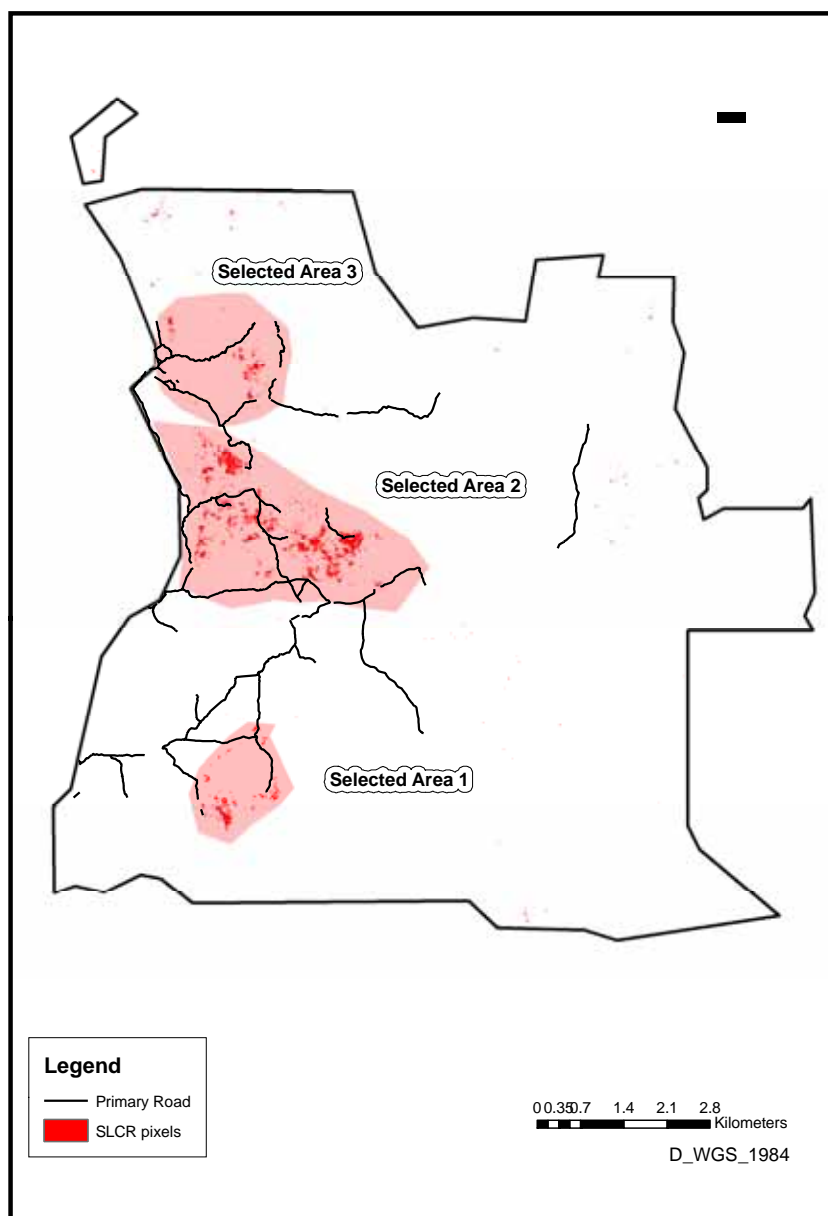 Selected Area 3
Selected Area 2
Selected Area 1
Legend
Primary Road
SLCR pixels
0 0.35 0.7 1.4 2.1 2.8
Kilometers
D_WGS_1984